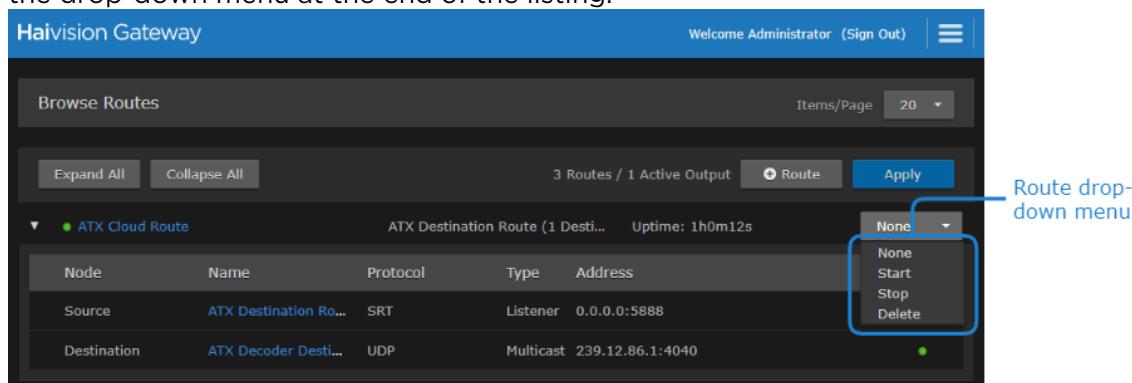 the drop-down menu at the end of the listing.
Haivision Gateway Welcome Administrator (Sign Out)
Browse Routes Items/Page 20
Expand All Collapse All 3 Routes / 1 Active Output Route Apply
Route drop-
down menu
ATX Cloud Route ATX Destination Route (1 Desti... Uptime: 1h0m12s None
None
Start
Stop
Delete
Node Name Protocol Type Address
Source ATX Destination Ro... SRT Listener 0.0.0.0:5888
Destination ATX Decoder Desti... UDP Multicast 239.12.86.1:4040